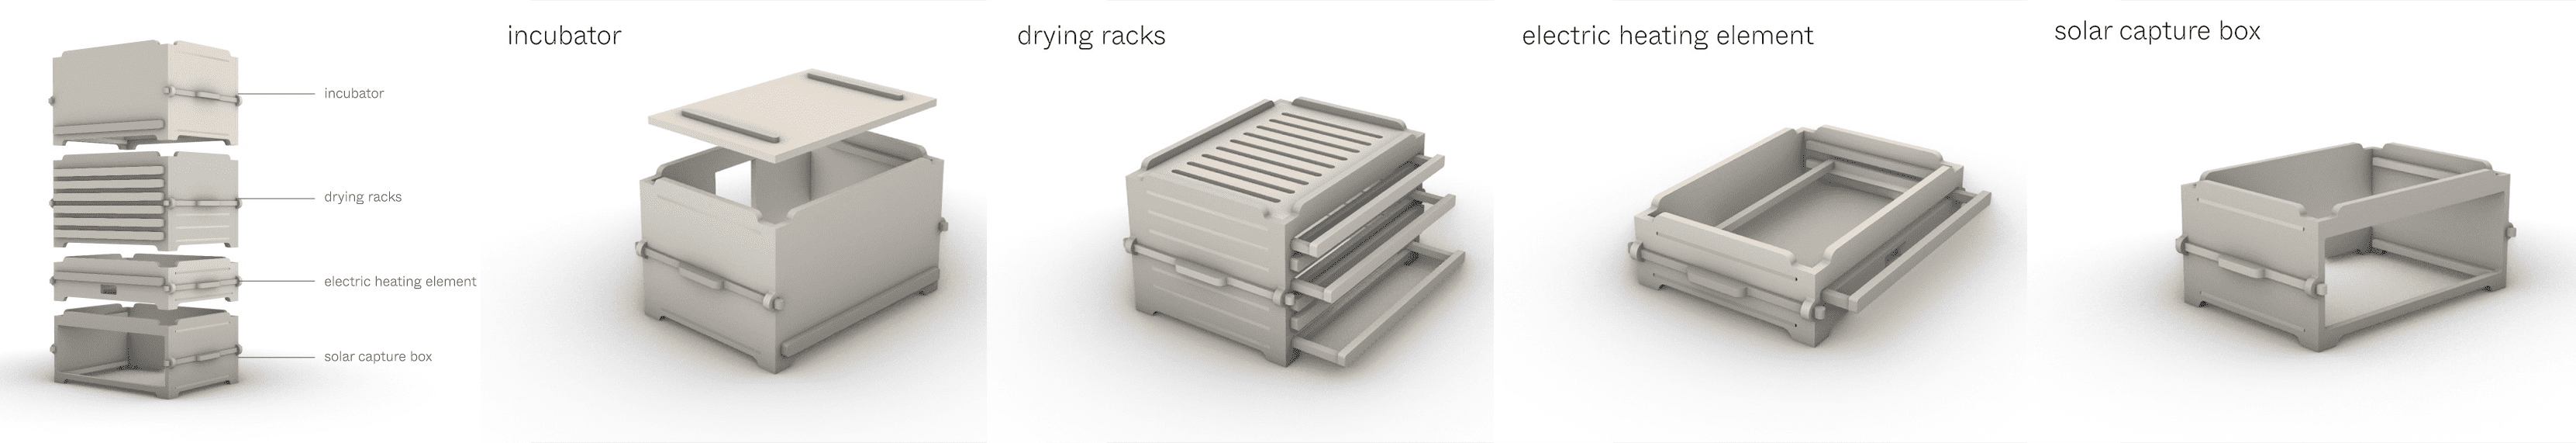 incubator
drying racks
electric heating element
solar capture box
incubator
drying racks
electric heating element
solar capture box